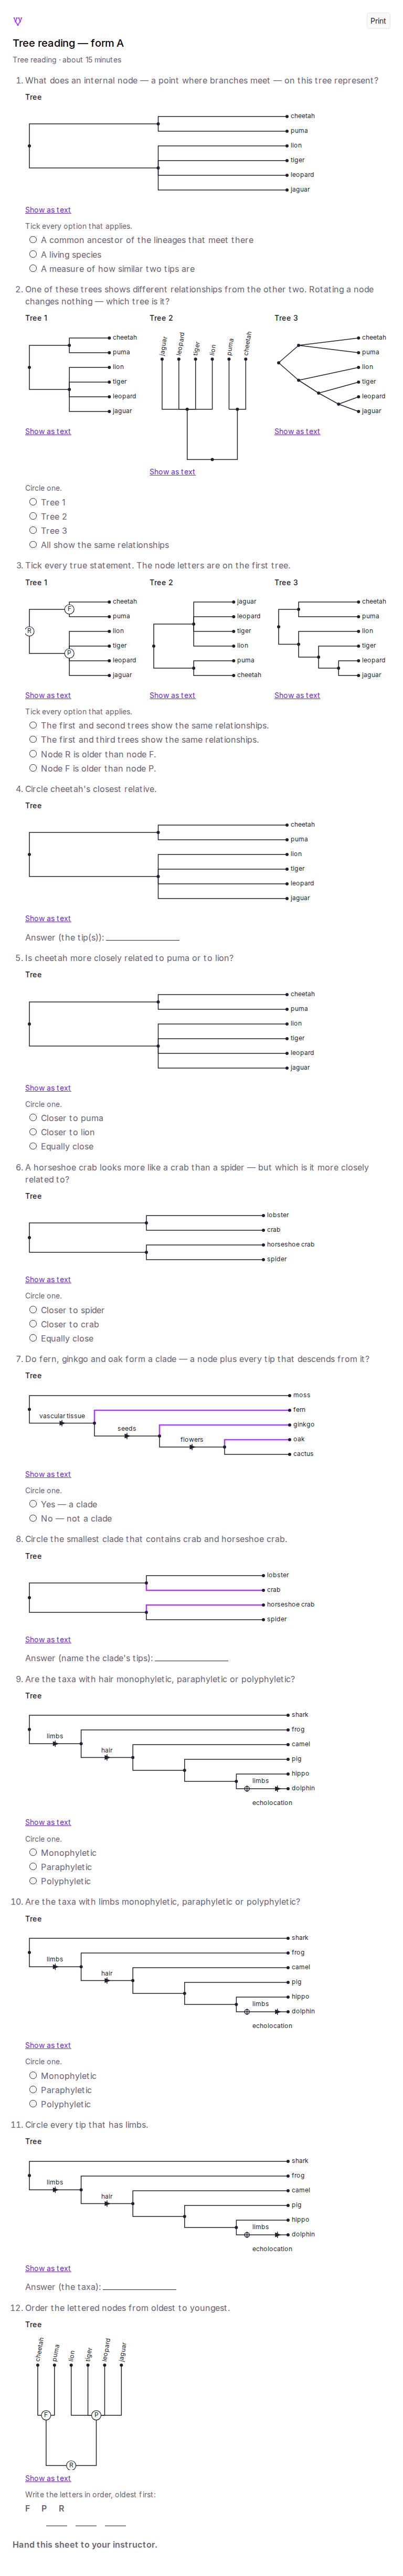 Print
Tree reading — form A
Tree reading · about 15 minutes
1. What does an internal node — a point where branches meet — on this tree represent?
Tree
cheetah
puma
lion
tiger
leopard
jaguar
Show as text
Tick every option that applies.
A common ancestor of the lineages that meet there
A living species
A measure of how similar two tips are
2. One of these trees shows different relationships from the other two. Rotating a node
changes nothing — which tree is it?
Tree 1
cheetah
puma
lion
tiger
leopard
jaguar
Show as text
Tree 2
jaguar
leopard
tiger
lion
puma
cheetah
Show as text
Tree 3
cheetah
puma
lion
tiger
leopard
jaguar
Show as text
Circle one.
Tree 1
Tree 2
Tree 3
All show the same relationships
3. Tick every true statement. The node letters are on the first tree.
Tree 1
F
R
P
cheetah
puma
lion
tiger
leopard
jaguar
Show as text
Tree 2
jaguar
leopard
tiger
lion
puma
cheetah
Show as text
Tree 3
cheetah
puma
lion
tiger
leopard
jaguar
Show as text
Tick every option that applies.
The first and second trees show the same relationships.
The first and third trees show the same relationships.
Node R is older than node F.
Node F is older than node P.
4. Circle cheetah's closest relative.
Tree
cheetah
puma
lion
tiger
leopard
jaguar
Show as text
Answer (the tip(s)):
5. Is cheetah more closely related to puma or to lion?
Tree
cheetah
puma
lion
tiger
leopard
jaguar
Show as text
Circle one.
Closer to puma
Closer to lion
Equally close
6. A horseshoe crab looks more like a crab than a spider — but which is it more closely
related to?
Tree
lobster
crab
horseshoe crab
spider
Show as text
Circle one.
Closer to spider
Closer to crab
Equally close
7. Do fern, ginkgo and oak form a clade — a node plus every tip that descends from it?
Tree
moss
fern
vascular tissue
ginkgo
seeds
oak
flowers
cactus
Show as text
Circle one.
Yes — a clade
No — not a clade
8. Circle the smallest clade that contains crab and horseshoe crab.
Tree
lobster
crab
horseshoe crab
spider
Show as text
Answer (name the clade's tips):
9. Are the taxa with hair monophyletic, paraphyletic or polyphyletic?
Tree
shark
frog
limbs
camel
hair
pig
hippo
limbs
dolphin
echolocation
Show as text
Circle one.
Monophyletic
Paraphyletic
Polyphyletic
10. Are the taxa with limbs monophyletic, paraphyletic or polyphyletic?
Tree
shark
frog
limbs
camel
hair
pig
hippo
limbs
dolphin
echolocation
Show as text
Circle one.
Monophyletic
Paraphyletic
Polyphyletic
11. Circle every tip that has limbs.
Tree
shark
frog
limbs
camel
hair
pig
hippo
limbs
dolphin
echolocation
Show as text
Answer (the taxa):
12. Order the lettered nodes from oldest to youngest.
Tree
cheetah
puma
lion
tiger
leopard
jaguar
F
P
R
Show as text
Write the letters in order, oldest first:
F P R
Hand this sheet to your instructor.